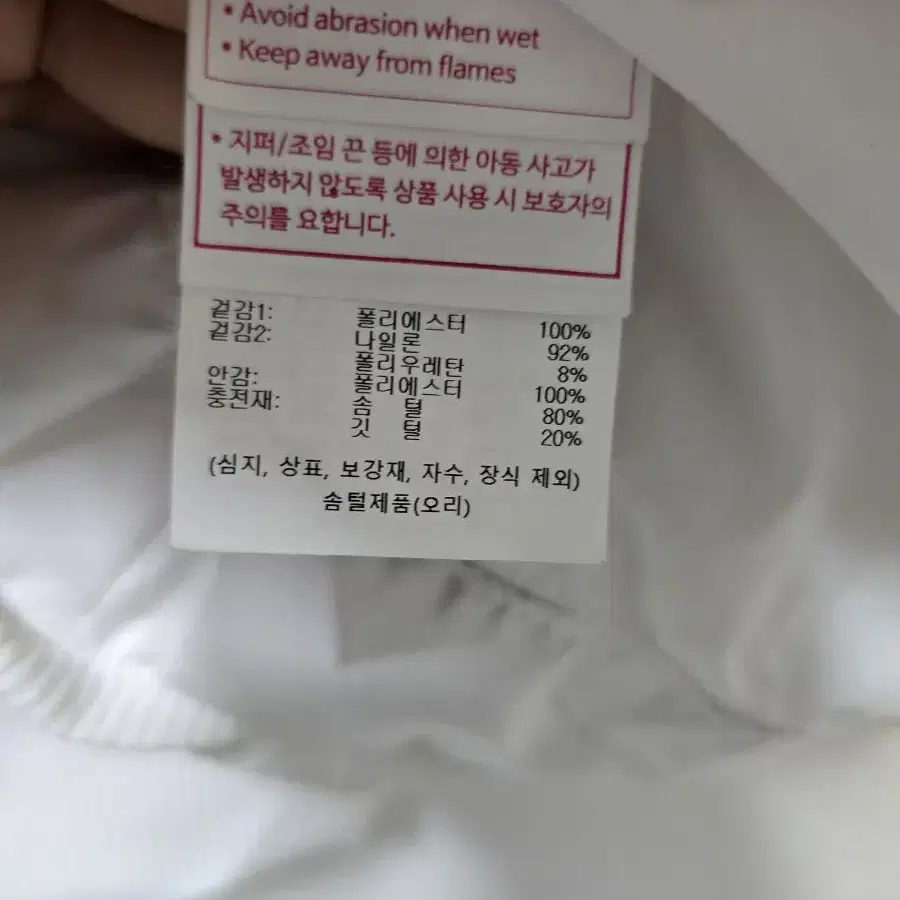 • Avoid abrasion when wet
• Keep away from flames
• 지퍼/조임 끈 등에 의한 아동 사고가
발생하지 않도록 상품 사용 시 보호자의
주의를 요합니다.
겉감1: 폴리에스터 100%
겉감2: 나일론 92%
폴리우레탄 8%
안감: 폴리에스터 100%
충전재: 솜 털 80%
깃 털 20%
(심지, 상표, 보강재, 자수, 장식 제외)
솜털제품(오리)